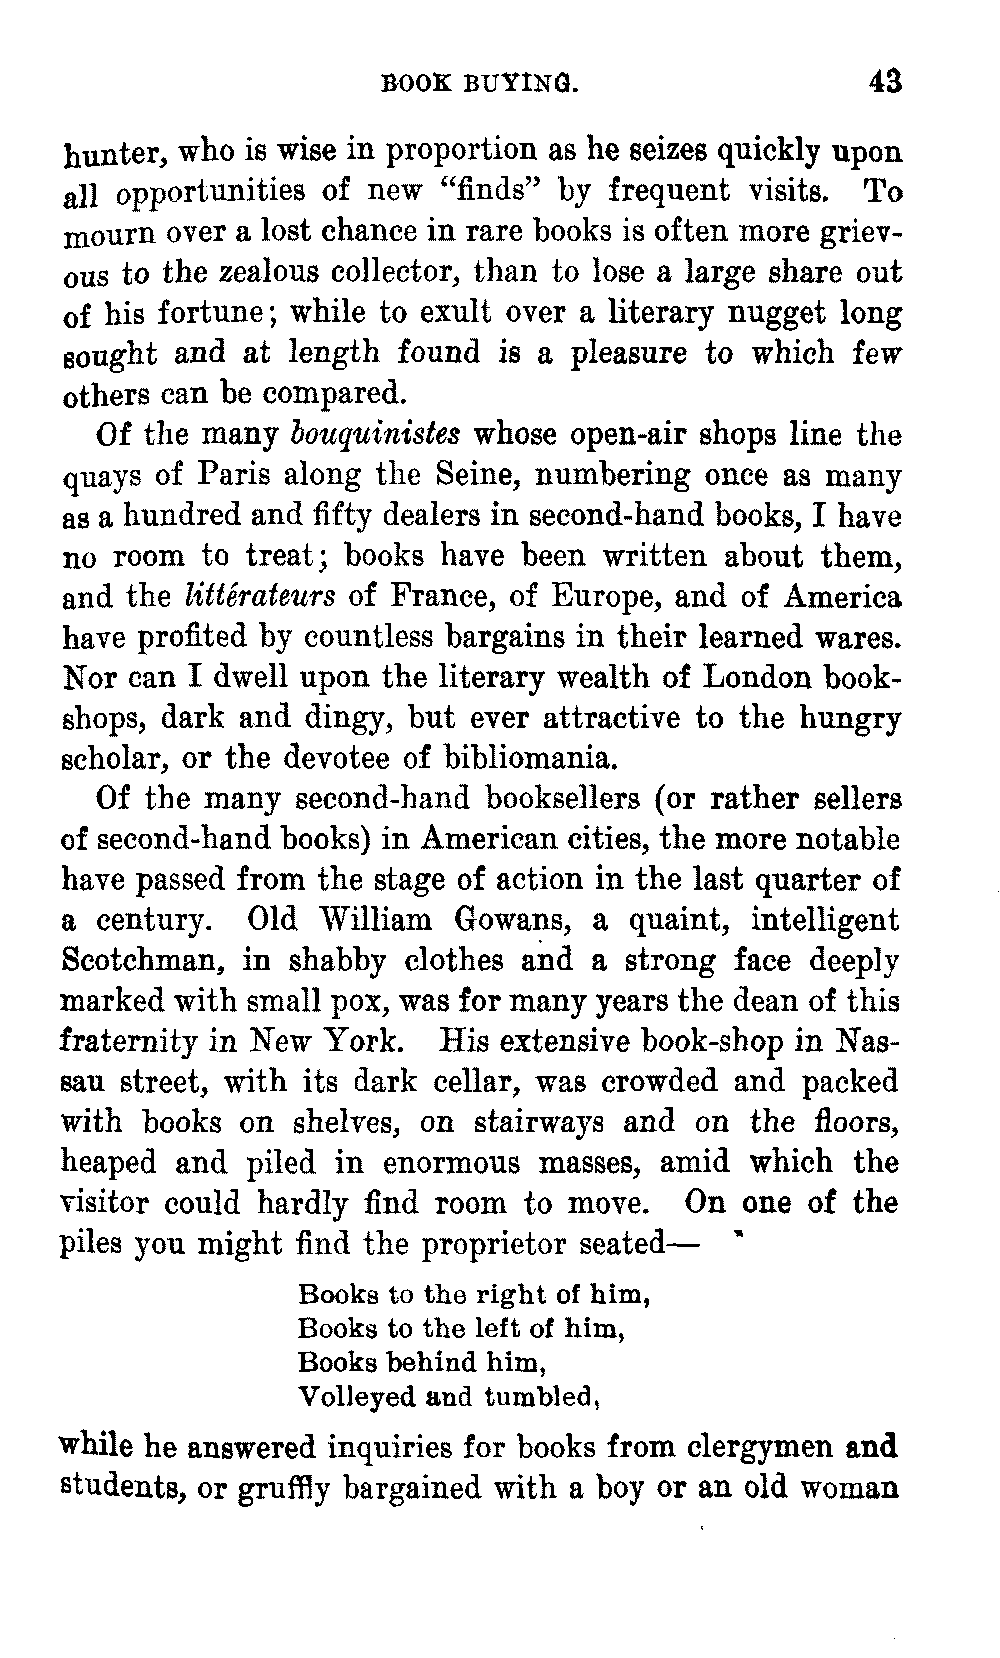 BOOK BUYING. 43
hunter, who is wise in proportion as he seizes quickly upon
all opportunities of new “finds” by frequent visits. To
mourn over a lost chance in rare books is often more griev-
ous to the zealous collector, than to lose a large share out
of his fortune; while to exult over a literary nugget long
sought and at length found is a pleasure to which few
others can be compared.
Of the many bouquinistes whose open-air shops line the
quays of Paris along the Seine, numbering once as many
as a hundred and fifty dealers in second-hand books, I have
no room to treat; books have been written about them,
and the littérateurs of France, of Europe, and of America
have profited by countless bargains in their learned wares.
Nor can I dwell upon the literary wealth of London book-
shops, dark and dingy, but ever attractive to the hungry
scholar, or the devotee of bibliomania.
Of the many second-hand booksellers (or rather sellers
of second-hand books) in American cities, the more notable
have passed from the stage of action in the last quarter of
a century. Old William Gowans, a quaint, intelligent
Scotchman, in shabby clothes and a strong face deeply
marked with small pox, was for many years the dean of this
fraternity in New York. His extensive book-shop in Nas-
sau street, with its dark cellar, was crowded and packed
with books on shelves, on stairways and on the floors,
heaped and piled in enormous masses, amid which the
visitor could hardly find room to move. On one of the
piles you might find the proprietor seated—
Books to the right of him,
Books to the left of him,
Books behind him,
Volleyed and tumbled,
while he answered inquiries for books from clergymen and
students, or gruffly bargained with a boy or an old woman